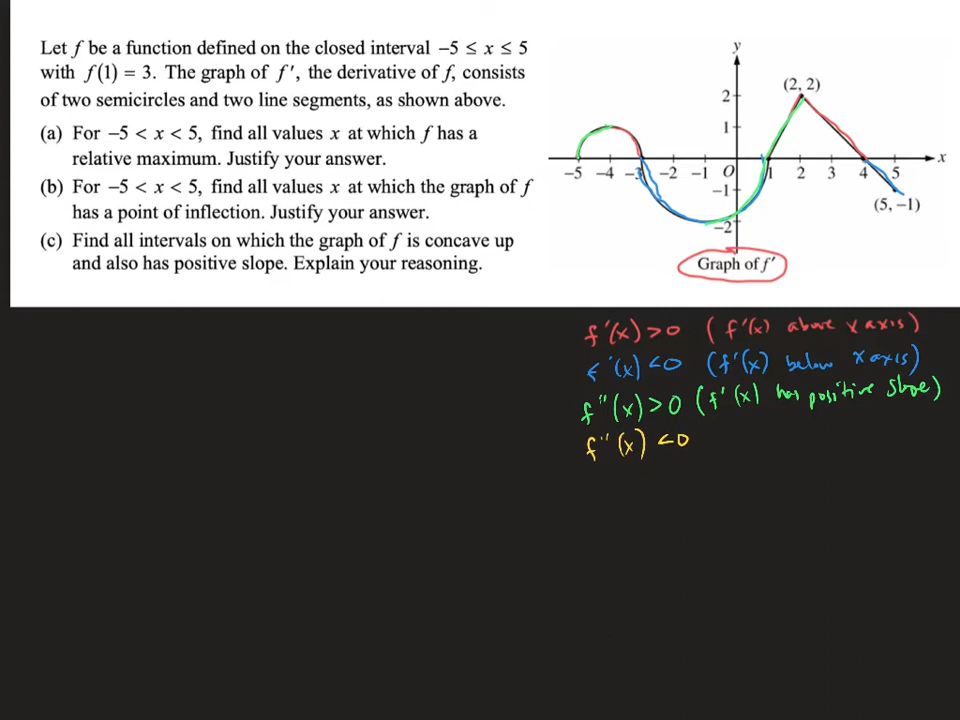 Let f be a function defined on the closed interval −5 ≤ x ≤ 5
with f(1) = 3. The graph of f′, the derivative of f, consists
of two semicircles and two line segments, as shown above.
(a) For −5 < x < 5, find all values x at which f has a
relative maximum. Justify your answer.
(b) For −5 < x < 5, find all values x at which the graph of f
has a point of inflection. Justify your answer.
(c) Find all intervals on which the graph of f is concave up
and also has positive slope. Explain your reasoning.
y
(2, 2)
2
1
x
−5 −4 −3 −2 −1 O 1 2 3 4 5
−1
(5, −1)
−2
Graph of f′
f'(x) >0 (f'(x) above x axis)
f'(x) <0 (f'(x) below x axis)
f"(x) >0 (f'(x) has positive slope)
f"(x) <0